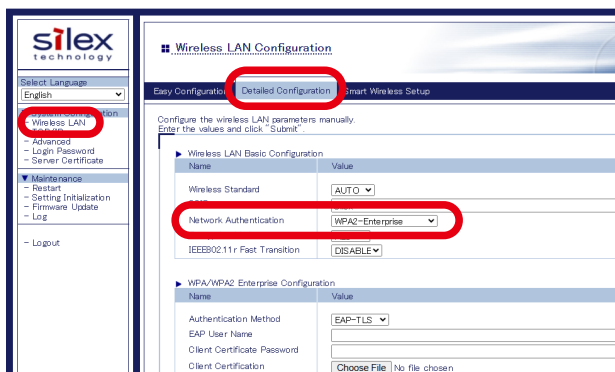 silex
technology
Select Language
English
System Configuration
- Wireless LAN
- TCP/IP
- Advanced
- Login Password
- Server Certificate
▼ Maintenance
- Restart
- Setting Initialization
- Firmware Update
- Log
- Logout
Wireless LAN Configuration
Easy Configuration Detailed Configuration Smart Wireless Setup
Configure the wireless LAN parameters manually.
Enter the values and click "Submit".
▶ Wireless LAN Basic Configuration
Name Value
Wireless Standard AUTO
Network Authentication WPA2-Enterprise
IEEE802.11r Fast Transition DISABLE
▶ WPA/WPA2 Enterprise Configuration
Name Value
Authentication Method EAP-TLS
EAP User Name
Client Certificate Password
Client Certification Choose File No file chosen